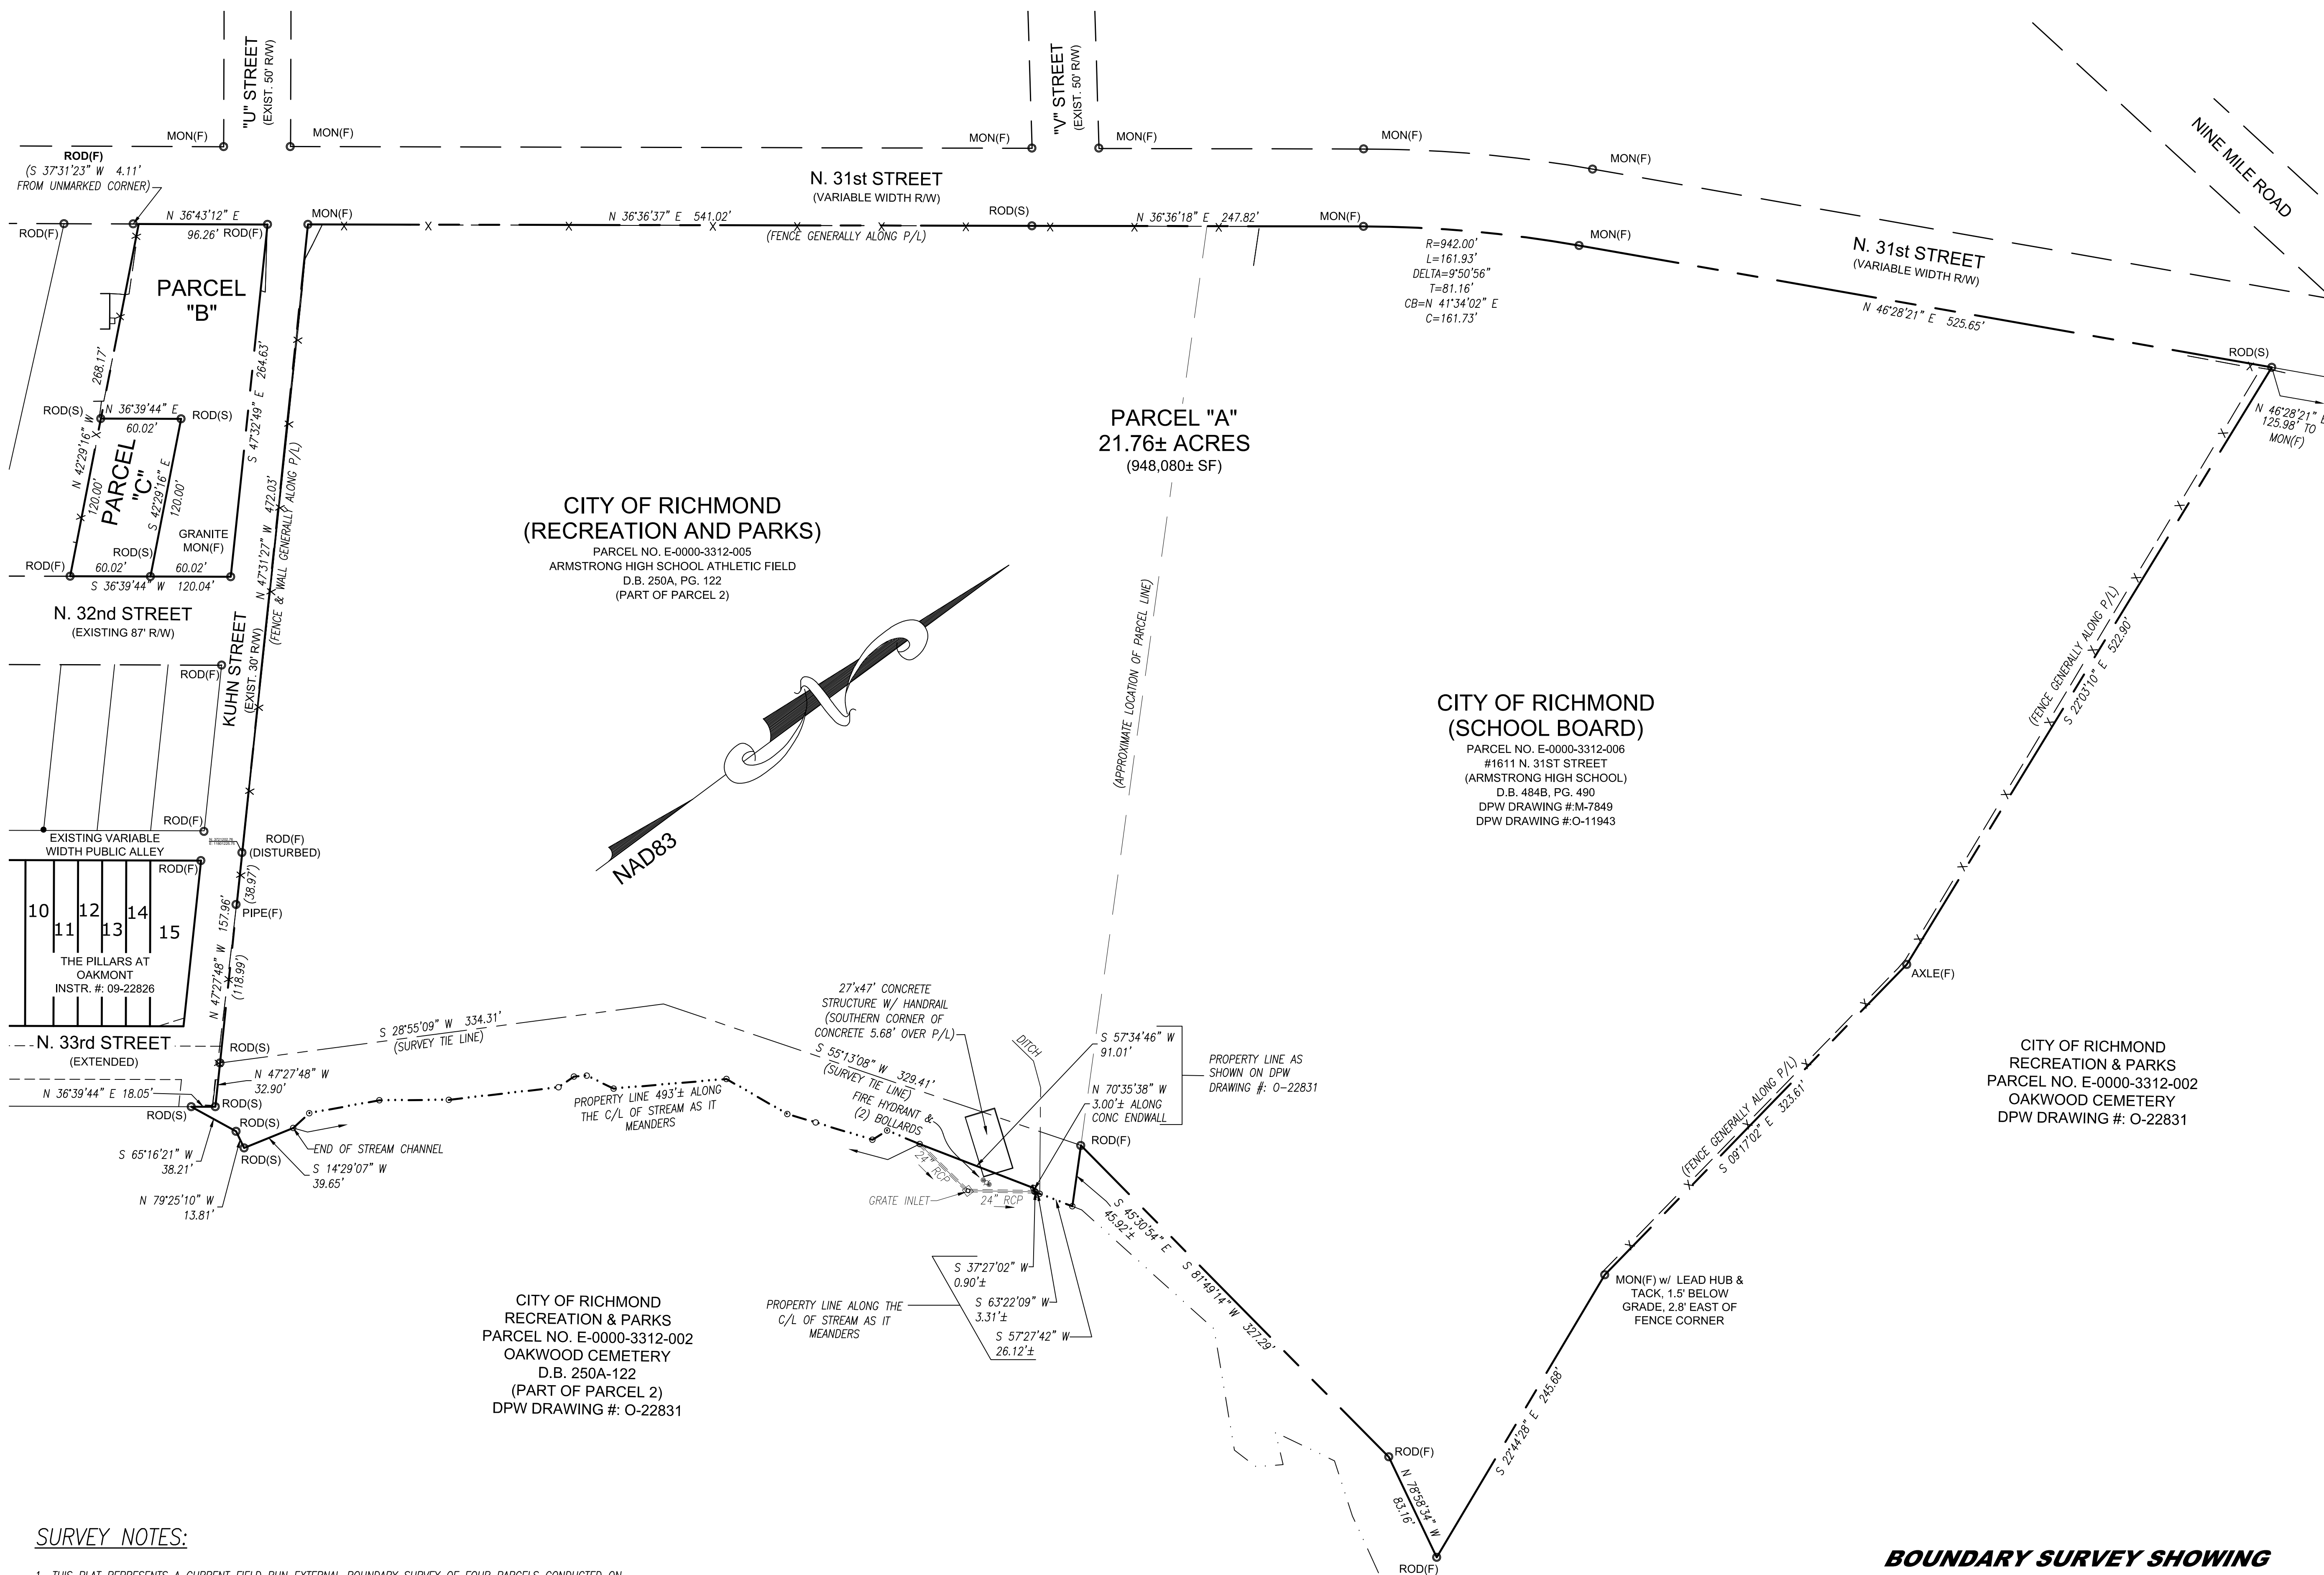 "U" STREET
(EXIST. 50' R/W)
"V" STREET
(EXIST. 50' R/W)
NINE MILE ROAD
MON(F)
MON(F)
MON(F)
MON(F)
MON(F)
MON(F)
ROD(F)
(S 37°31'23" W 4.11'
FROM UNMARKED CORNER)
N. 31st STREET
(VARIABLE WIDTH R/W)
N 36°43'12" E
96.26'
ROD(F)
ROD(F)
MON(F)
N 36°36'37" E 541.02'
(FENCE GENERALLY ALONG P/L)
ROD(S)
N 36°36'18" E 247.82'
MON(F)
MON(F)
R=942.00'
L=161.93'
DELTA=9°50'56"
T=81.16'
CB=N 41°34'02" E
C=161.73'
N. 31st STREET
(VARIABLE WIDTH R/W)
N 46°28'21" E 525.65'
ROD(S)
N 46°28'21" E
125.98' TO
MON(F)
PARCEL
"B"
268.17'
N 42°29'16" W
S 47°32'49" E 264.63'
ROD(S)
N 36°39'44" E
60.02'
ROD(S)
120.00'
PARCEL
"C"
S 42°29'16" E
120.00'
GRANITE
MON(F)
ROD(S)
ROD(F)
60.02'
60.02'
S 36°39'44" W 120.04'
N 47°31'27" W 472.03'
(FENCE & WALL GENERALLY ALONG P/L)
N. 32nd STREET
(EXISTING 87' R/W)
KUHN STREET
(EXIST. 30' R/W)
ROD(F)
PARCEL "A"
21.76± ACRES
(948,080± SF)
CITY OF RICHMOND
(RECREATION AND PARKS)
PARCEL NO. E-0000-3312-005
ARMSTRONG HIGH SCHOOL ATHLETIC FIELD
D.B. 250A, PG. 122
(PART OF PARCEL 2)
(APPROXIMATE LOCATION OF PARCEL LINE)
CITY OF RICHMOND
(SCHOOL BOARD)
PARCEL NO. E-0000-3312-006
#1611 N. 31ST STREET
(ARMSTRONG HIGH SCHOOL)
D.B. 484B, PG. 490
DPW DRAWING #:M-7849
DPW DRAWING #:O-11943
(FENCE GENERALLY ALONG P/L)
S 22°03'10" E 522.90'
NAD83
ROD(F)
EXISTING VARIABLE
WIDTH PUBLIC ALLEY
ROD(F)
ROD(F)
(DISTURBED)
(38.97')
PIPE(F)
N 47°27'48" W 157.96'
(118.99')
10
11
12
13
14
15
THE PILLARS AT
OAKMONT
INSTR. #: 09-22826
N. 33rd STREET
(EXTENDED)
ROD(S)
N 47°27'48" W
32.90'
N 36°39'44" E 18.05'
ROD(S)
ROD(S)
ROD(S)
ROD(S)
S 65°16'21" W
38.21'
N 79°25'10" W
13.81'
END OF STREAM CHANNEL
S 14°29'07" W
39.65'
S 28°55'09" W 334.31'
(SURVEY TIE LINE)
PROPERTY LINE 493'± ALONG
THE C/L OF STREAM AS IT
MEANDERS
27'x47' CONCRETE
STRUCTURE W/ HANDRAIL
(SOUTHERN CORNER OF
CONCRETE 5.68' OVER P/L)
S 55°13'08" W 329.41'
(SURVEY TIE LINE)
FIRE HYDRANT &
(2) BOLLARDS
DITCH
S 57°34'46" W
91.01'
N 70°35'38" W
3.00'± ALONG
CONC ENDWALL
PROPERTY LINE AS
SHOWN ON DPW
DRAWING #: O-22831
ROD(F)
24" RCP
GRATE INLET
24" RCP
S 45°30'54" E
45.92'±
S 81°49'14" W 327.29'
S 37°27'02" W
0.90'±
S 63°22'09" W
3.31'±
S 57°27'42" W
26.12'±
PROPERTY LINE ALONG THE
C/L OF STREAM AS IT
MEANDERS
AXLE(F)
(FENCE GENERALLY ALONG P/L)
S 09°17'02" E 323.61'
MON(F) w/ LEAD HUB &
TACK, 1.5' BELOW
GRADE, 2.8' EAST OF
FENCE CORNER
S 22°44'28" E 245.68'
ROD(F)
N 78°58'34" W
83.16'
ROD(F)
CITY OF RICHMOND
RECREATION & PARKS
PARCEL NO. E-0000-3312-002
OAKWOOD CEMETERY
DPW DRAWING #: O-22831
CITY OF RICHMOND
RECREATION & PARKS
PARCEL NO. E-0000-3312-002
OAKWOOD CEMETERY
D.B. 250A-122
(PART OF PARCEL 2)
DPW DRAWING #: O-22831
SURVEY NOTES:
1. THIS PLAT REPRESENTS A CURRENT FIELD RUN EXTERNAL BOUNDARY SURVEY OF FOUR PARCELS CONDUCTED ON
BOUNDARY SURVEY SHOWING